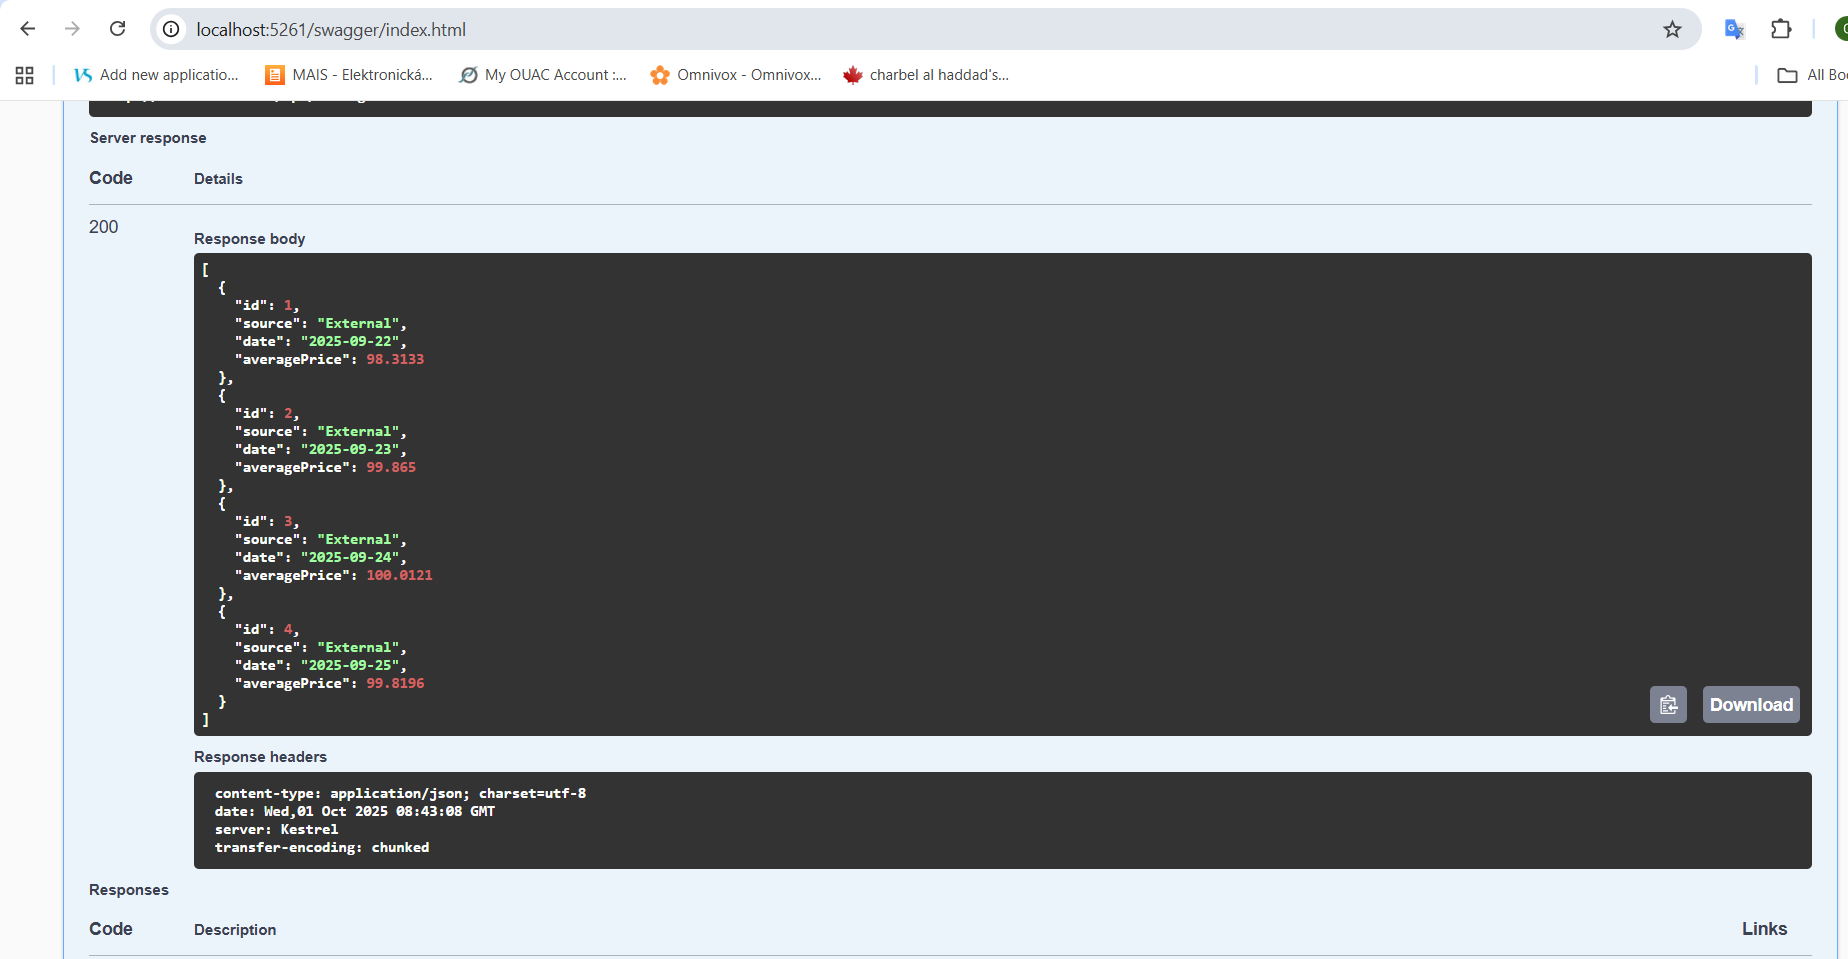 localhost:5261/swagger/index.html
Add new applicatio...
MAIS - Elektronická...
My OUAC Account :...
Omnivox - Omnivox...
charbel al haddad's...
All Bo
Server response
Code Details
200
Response body
[
  {
    "id": 1,
    "source": "External",
    "date": "2025-09-22",
    "averagePrice": 98.3133
  },
  {
    "id": 2,
    "source": "External",
    "date": "2025-09-23",
    "averagePrice": 99.865
  },
  {
    "id": 3,
    "source": "External",
    "date": "2025-09-24",
    "averagePrice": 100.0121
  },
  {
    "id": 4,
    "source": "External",
    "date": "2025-09-25",
    "averagePrice": 99.8196
  }
]
Download
Response headers
content-type: application/json; charset=utf-8
date: Wed,01 Oct 2025 08:43:08 GMT
server: Kestrel
transfer-encoding: chunked
Responses
Code Description Links